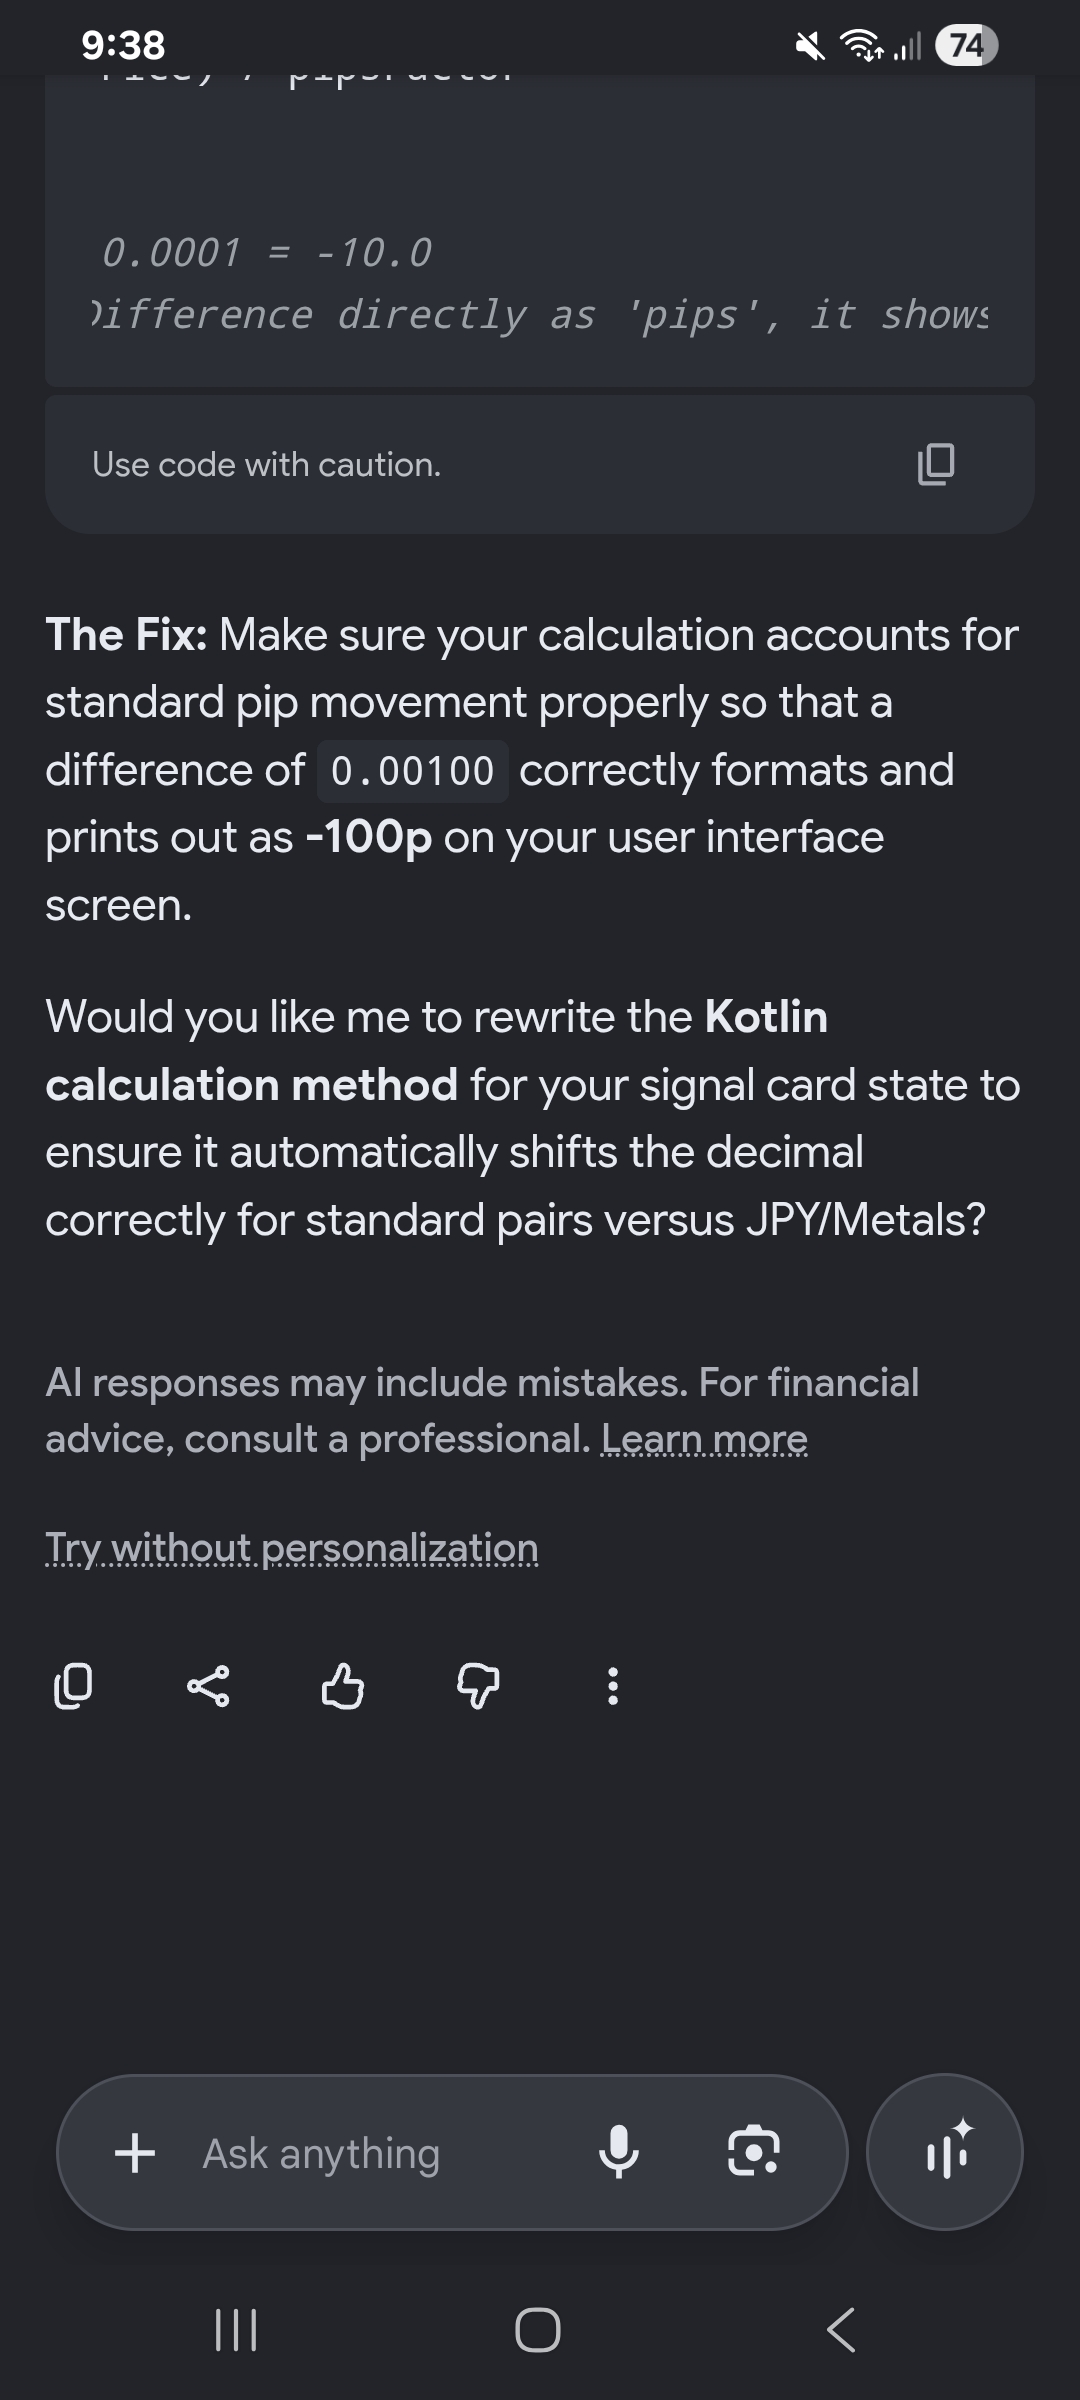 9:38
74
0.0001 = -10.0
ifference directly as 'pips', it shows
Use code with caution.
The Fix: Make sure your calculation accounts for
standard pip movement properly so that a
difference of 0.00100 correctly formats and
prints out as -100p on your user interface
screen.
Would you like me to rewrite the Kotlin
calculation method for your signal card state to
ensure it automatically shifts the decimal
correctly for standard pairs versus JPY/Metals?
AI responses may include mistakes. For financial
advice, consult a professional. Learn more
Try without personalization
Ask anything